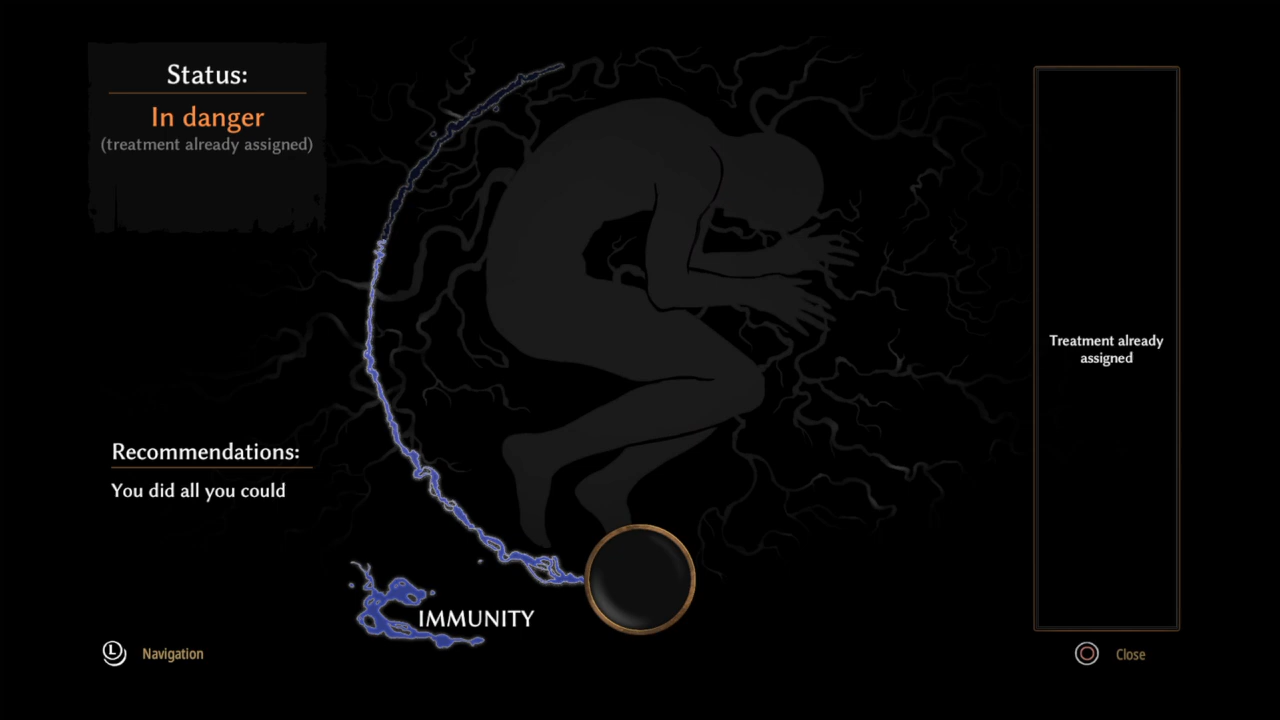 Status:
In danger
(treatment already assigned)
Treatment already
assigned
Recommendations:
You did all you could
IMMUNITY
L
Navigation
Close